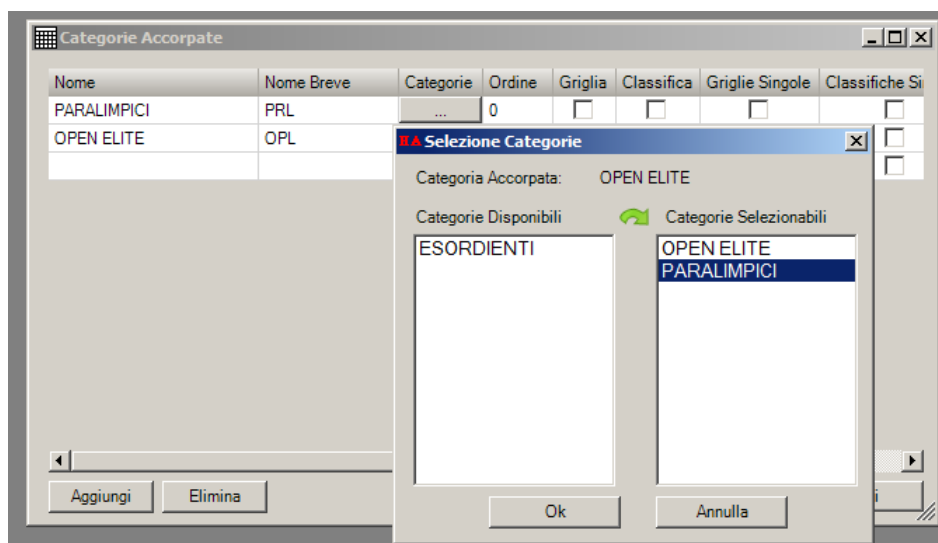 Categorie Accorpate
Nome Nome Breve Categorie Ordine Griglia Classifica Griglie Singole Classifiche Si
PARALIMPICI PRL ... 0
OPEN ELITE OPL
Selezione Categorie
Categoria Accorpata: OPEN ELITE
Categorie Disponibili Categorie Selezionabili
ESORDIENTI OPEN ELITE
PARALIMPICI
Aggiungi Elimina i
Ok Annulla